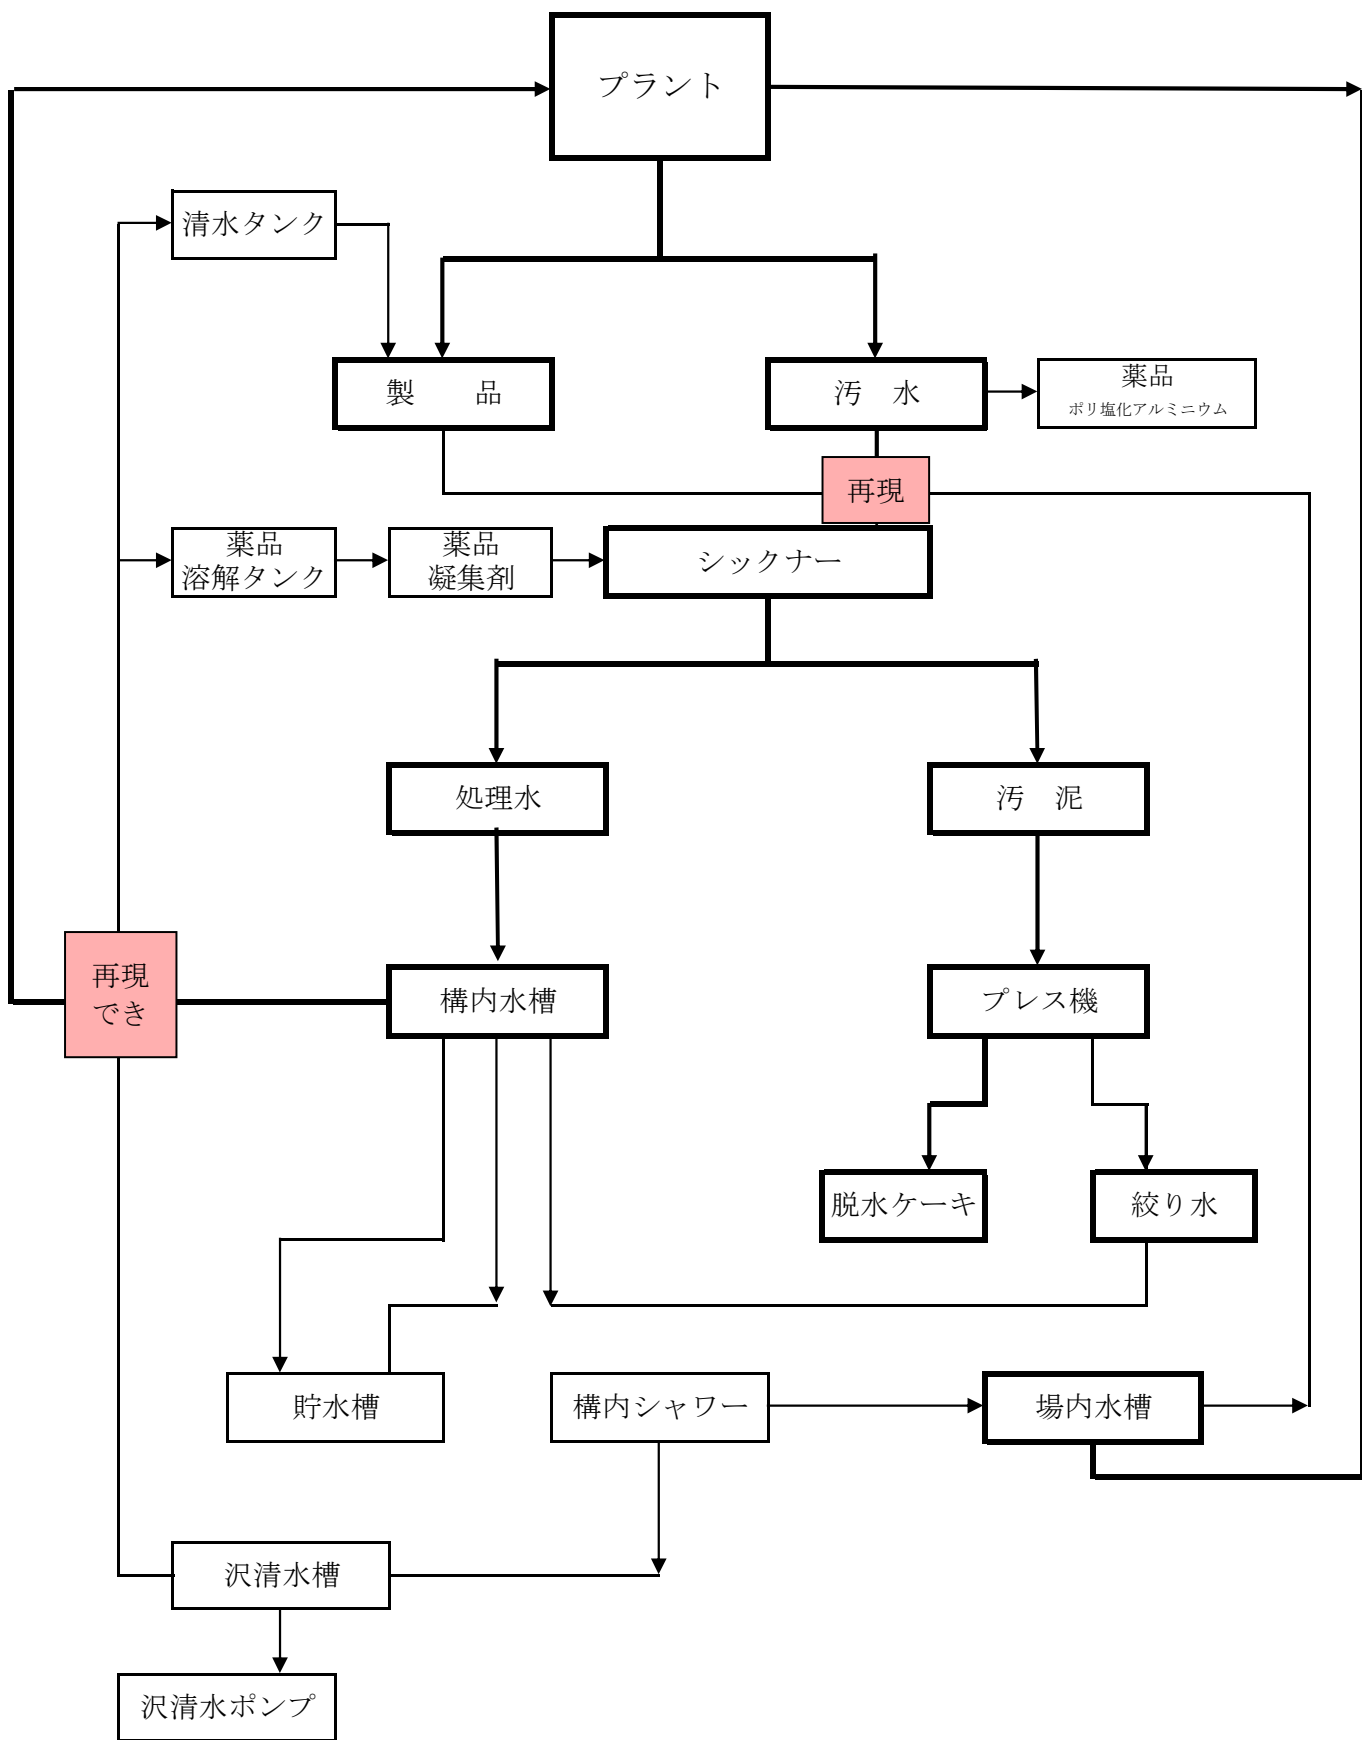 プラント
清水タンク
製　　品
汚　水
薬品
ポリ塩化アルミニウム
再現
薬品
溶解タンク
薬品
凝集剤
シックナー
処理水
汚　泥
再現
でき
構内水槽
プレス機
脱水ケーキ
絞り水
貯水槽
構内シャワー
場内水槽
沢清水槽
沢清水ポンプ